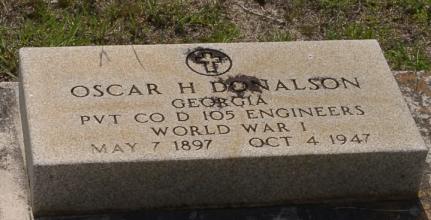 OSCAR H DONALSON
GEORGIA
PVT CO D 105 ENGINEERS
WORLD WAR I
MAY 7 1897 OCT 4 1947